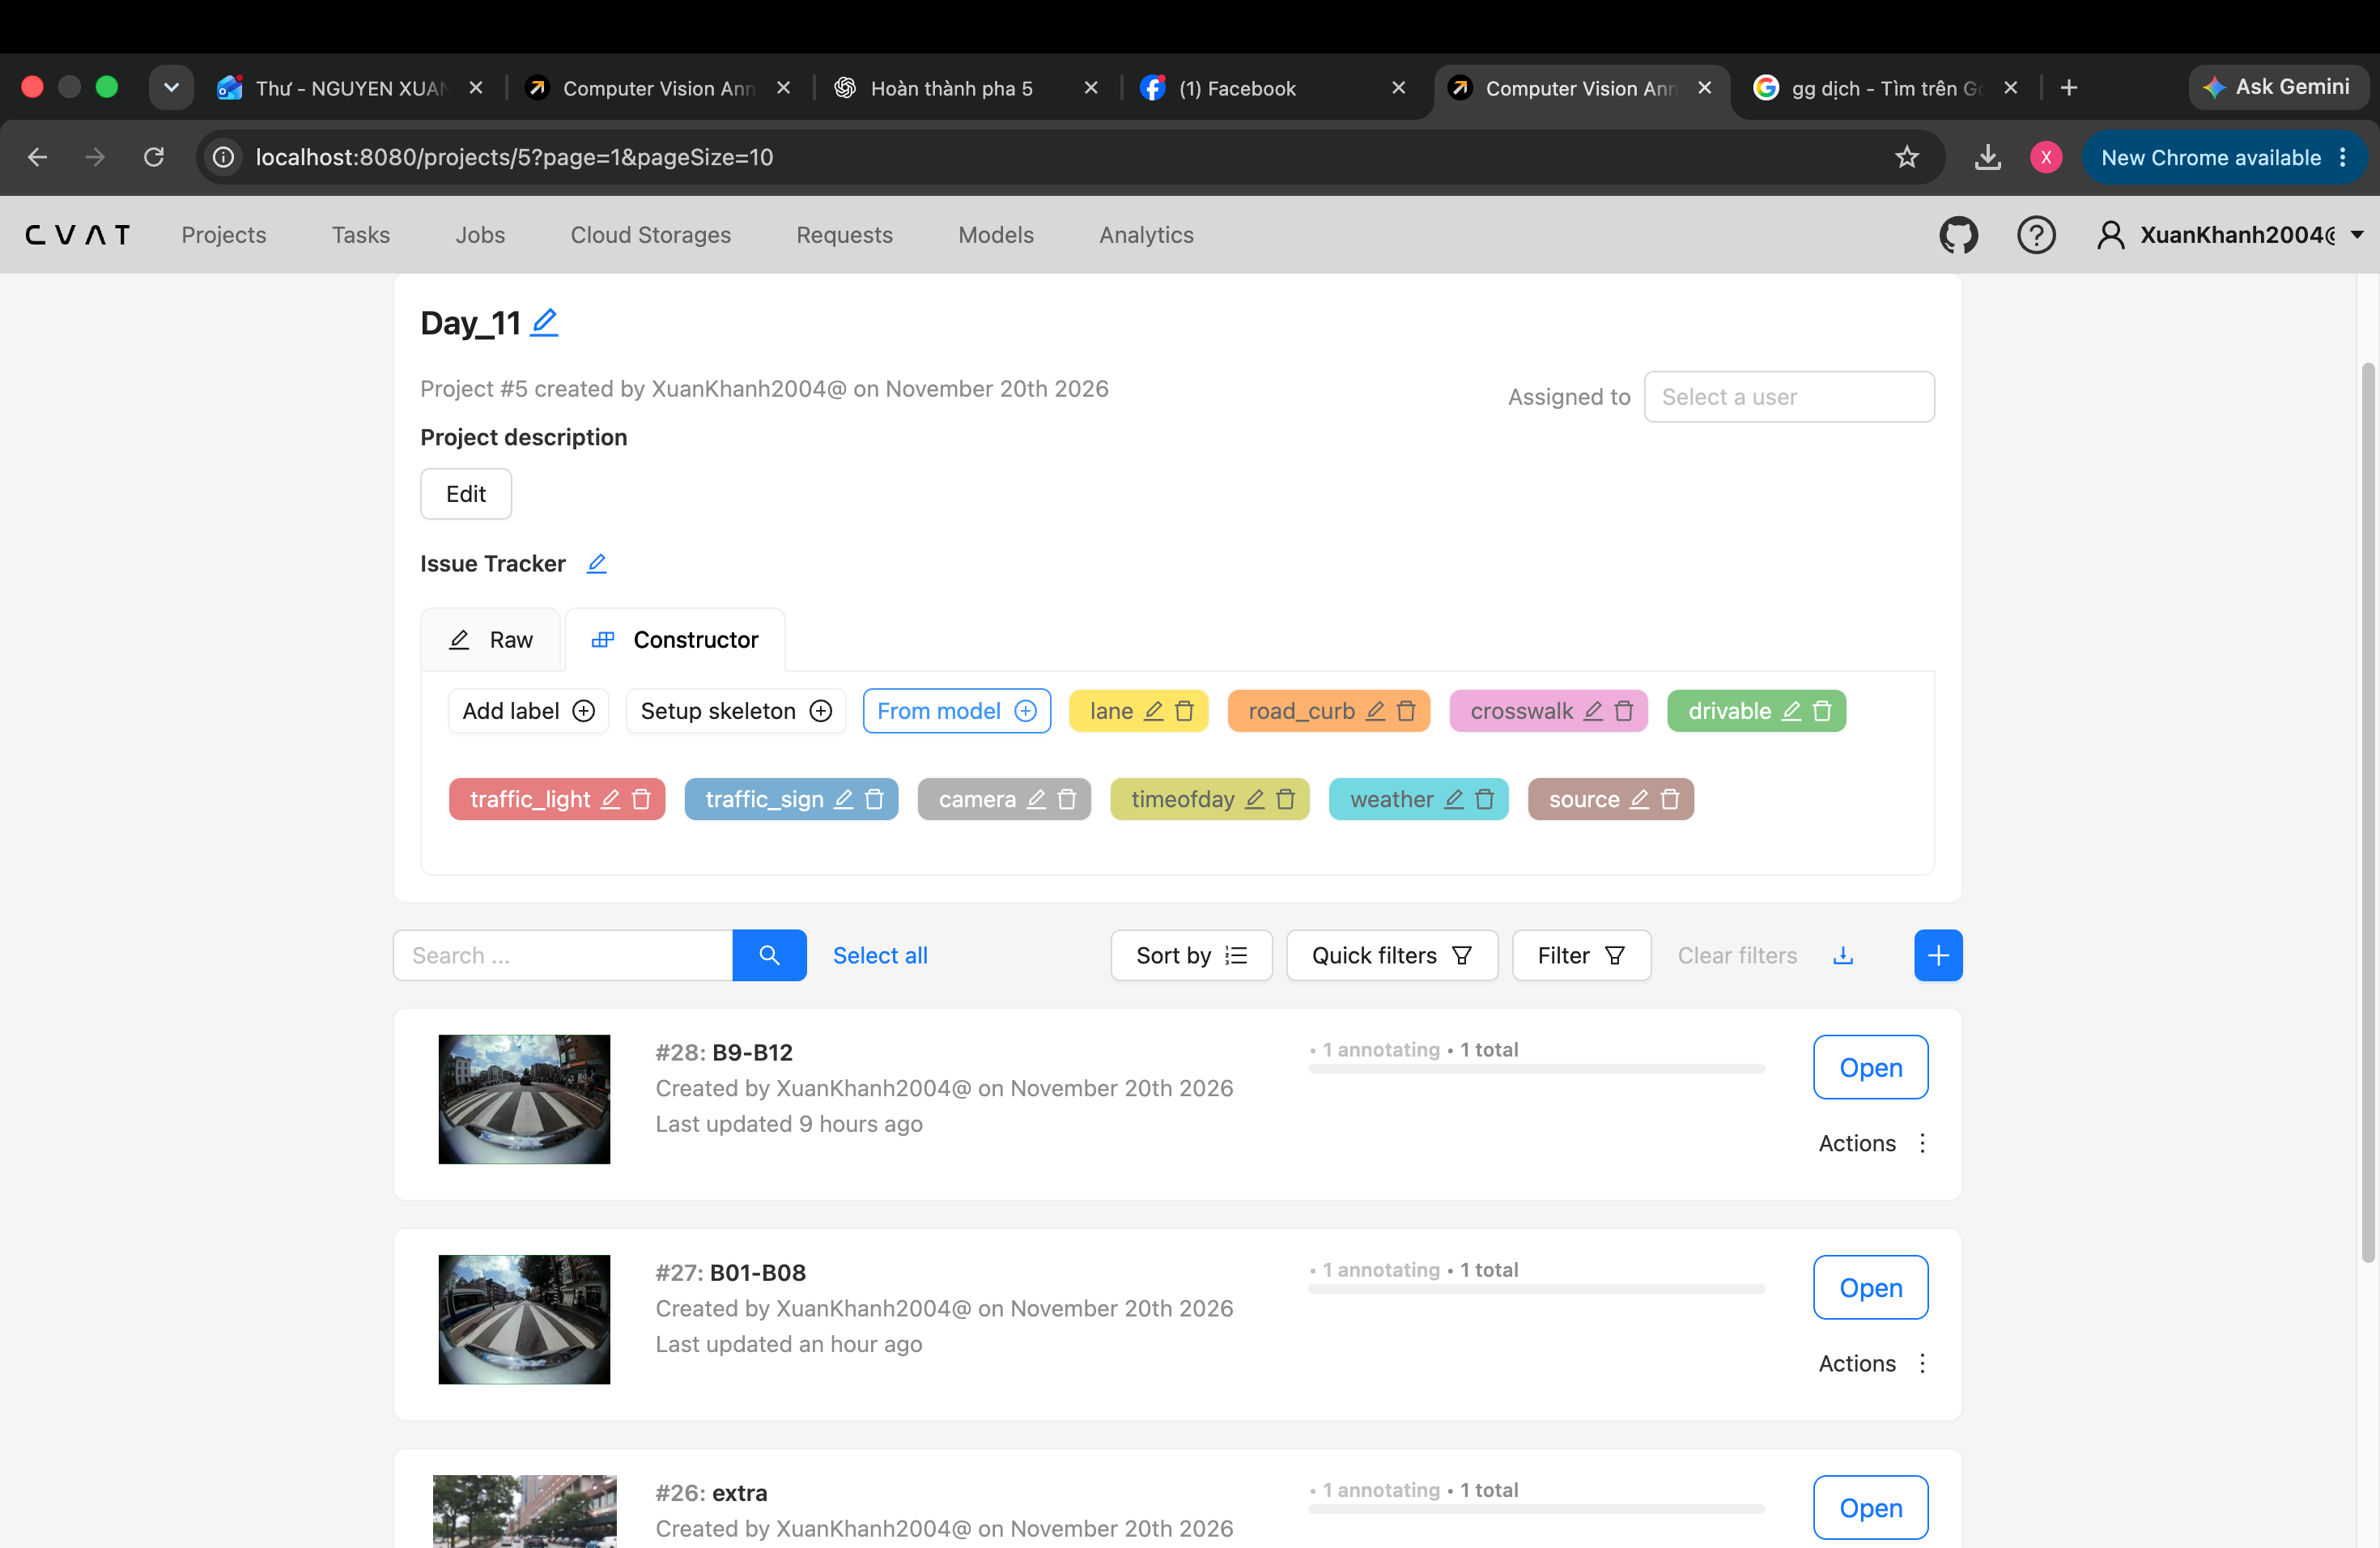 Thư - NGUYEN XUAN
Computer Vision Ann
Hoàn thành pha 5
(1) Facebook
Computer Vision Ann
gg dịch - Tìm trên Go
Ask Gemini
localhost:8080/projects/5?page=1&pageSize=10
X
New Chrome available
CVAT
Projects
Tasks
Jobs
Cloud Storages
Requests
Models
Analytics
XuanKhanh2004@
Day_11
Project #5 created by XuanKhanh2004@ on November 20th 2026
Assigned to
Select a user
Project description
Edit
Issue Tracker
Raw
Constructor
Add label
Setup skeleton
From model
lane
road_curb
crosswalk
drivable
traffic_light
traffic_sign
camera
timeofday
weather
source
Search ...
Select all
Sort by
Quick filters
Filter
Clear filters
#28: B9-B12
Created by XuanKhanh2004@ on November 20th 2026
Last updated 9 hours ago
• 1 annotating • 1 total
Open
Actions
#27: B01-B08
Created by XuanKhanh2004@ on November 20th 2026
Last updated an hour ago
• 1 annotating • 1 total
Open
Actions
#26: extra
Created by XuanKhanh2004@ on November 20th 2026
• 1 annotating • 1 total
Open